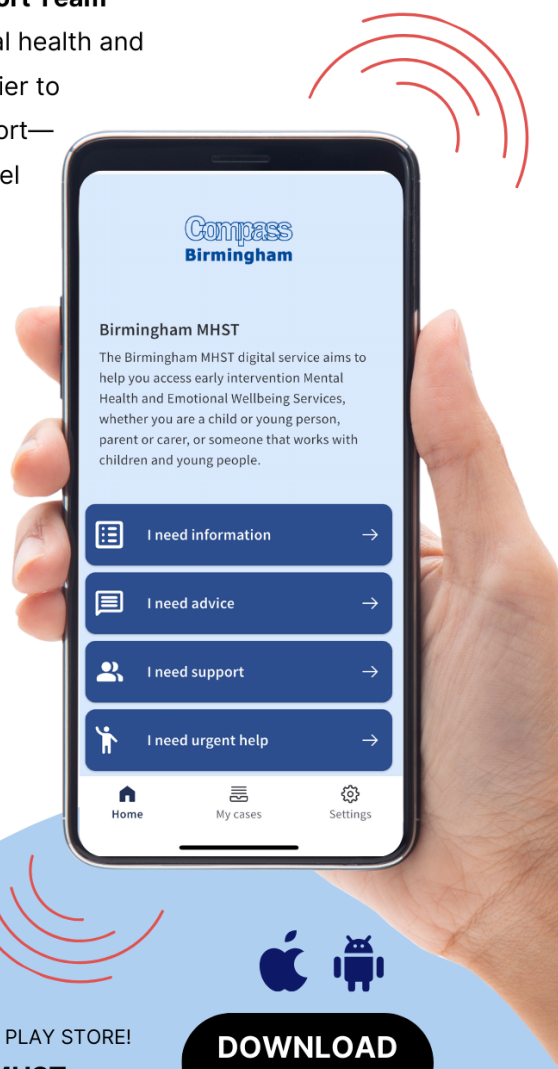 ort Team
al health and
ier to
ort—
el
Compass
Birmingham
Birmingham MHST
The Birmingham MHST digital service aims to
help you access early intervention Mental
Health and Emotional Wellbeing Services,
whether you are a child or young person,
parent or carer, or someone that works with
children and young people.
I need information
I need advice
I need support
I need urgent help
Home My cases Settings
PLAY STORE!
DOWNLOAD
MHST